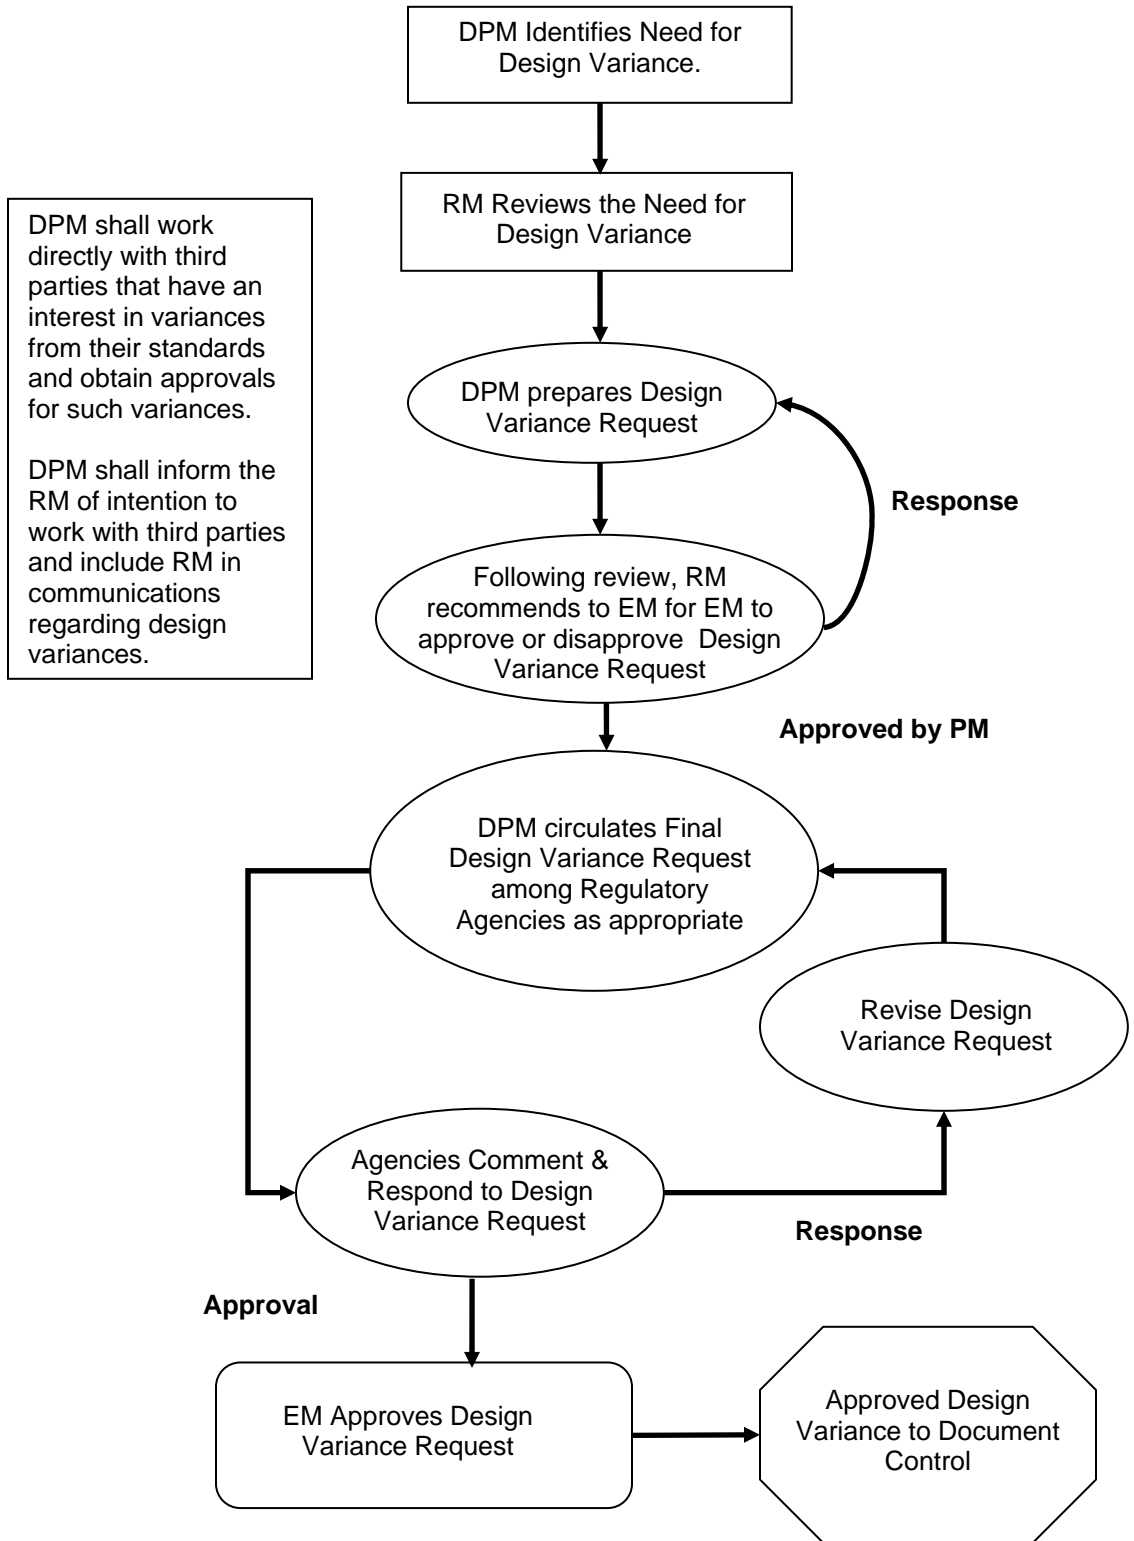 DPM Identifies Need for
Design Variance.
RM Reviews the Need for
Design Variance
DPM shall work
directly with third
parties that have an
interest in variances
from their standards
and obtain approvals
for such variances.
DPM shall inform the
RM of intention to
work with third parties
and include RM in
communications
regarding design
variances.
DPM prepares Design
Variance Request
Response
Following review, RM
recommends to EM for EM to
approve or disapprove Design
Variance Request
Approved by PM
DPM circulates Final
Design Variance Request
among Regulatory
Agencies as appropriate
Revise Design
Variance Request
Agencies Comment &
Respond to Design
Variance Request
Response
Approval
EM Approves Design
Variance Request
Approved Design
Variance to Document
Control